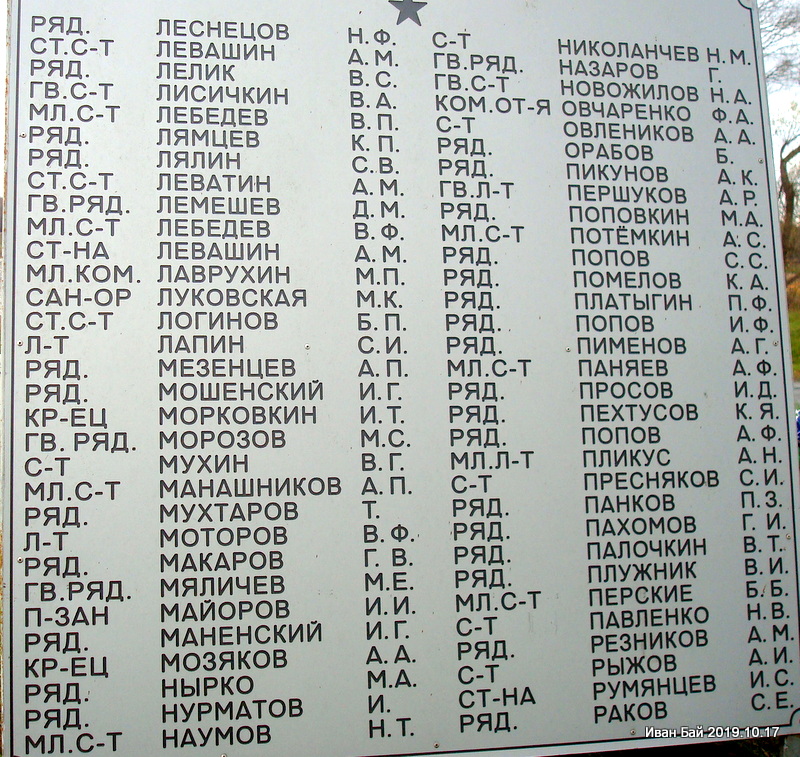 РЯД. ЛЕСНЕЦОВ Н.Ф.
СТ.С-Т ЛЕВАШИН А.М.
РЯД. ЛЕЛИК В.С.
ГВ.С-Т ЛИСИЧКИН В.А.
МЛ.С-Т ЛЕБЕДЕВ В.П.
РЯД. ЛЯМЦЕВ К.П.
РЯД. ЛЯЛИН С.В.
СТ.С-Т ЛЕВАТИН А.М.
ГВ.РЯД. ЛЕМЕШЕВ Д.М.
МЛ.С-Т ЛЕБЕДЕВ В.Ф.
СТ-НА ЛЕВАШИН А.М.
МЛ.КОМ. ЛАВРУХИН М.П.
САН-ОР ЛУКОВСКАЯ М.К.
СТ.С-Т ЛОГИНОВ Б.П.
Л-Т ЛАПИН С.И.
РЯД. МЕЗЕНЦЕВ А.П.
РЯД. МОШЕНСКИЙ И.Г.
КР-ЕЦ МОРКОВКИН И.Т.
ГВ.РЯД. МОРОЗОВ М.С.
С-Т МУХИН В.Г.
МЛ.С-Т МАНАШНИКОВ А.П.
РЯД. МУХТАРОВ Т.
Л-Т МОТОРОВ В.Ф.
РЯД. МАКАРОВ Г.В.
ГВ.РЯД. МЯЛИЧЕВ М.Е.
П-ЗАН МАЙОРОВ И.И.
РЯД. МАНЕНСКИЙ И.Г.
КР-ЕЦ МОЗЯКОВ А.А.
РЯД. НЫРКО М.А.
РЯД. НУРМАТОВ И.
МЛ.С-Т НАУМОВ Н.Т.
С-Т НИКОЛАНЧЕВ Н.М.
ГВ.РЯД. НАЗАРОВ Г.
ГВ.С-Т НОВОЖИЛОВ Н.А.
КОМ.ОТ-Я ОВЧАРЕНКО Ф.А.
С-Т ОВЛЕНИКОВ А.А.
РЯД. ОРАБОВ Б.
РЯД. ПИКУНОВ А.К.
ГВ.Л-Т ПЕРШУКОВ А.Р.
РЯД. ПОПОВКИН М.А.
МЛ.С-Т ПОТЁМКИН А.С.
РЯД. ПОПОВ С.С.
РЯД. ПОМЕЛОВ К.А.
РЯД. ПЛАТЫГИН П.Ф.
РЯД. ПОПОВ И.Ф.
РЯД. ПИМЕНОВ А.Г.
МЛ.С-Т ПАНЯЕВ А.Ф.
РЯД. ПРОСОВ И.Д.
РЯД. ПЕХТУСОВ К.Я.
РЯД. ПОПОВ А.Ф.
МЛ.Л-Т ПЛИКУС А.Н.
С-Т ПРЕСНЯКОВ С.И.
РЯД. ПАНКОВ П.З.
РЯД. ПАХОМОВ Г.И.
РЯД. ПАЛОЧКИН В.Т.
РЯД. ПЛУЖНИК В.И.
МЛ.С-Т ПЕРСКИЕ Б.Б.
С-Т ПАВЛЕНКО Н.В.
РЯД. РЕЗНИКОВ А.М.
С-Т РЫЖОВ А.И.
СТ-НА РУМЯНЦЕВ И.С.
РЯД. РАКОВ С.Е.
Иван Бай 2019.10.17